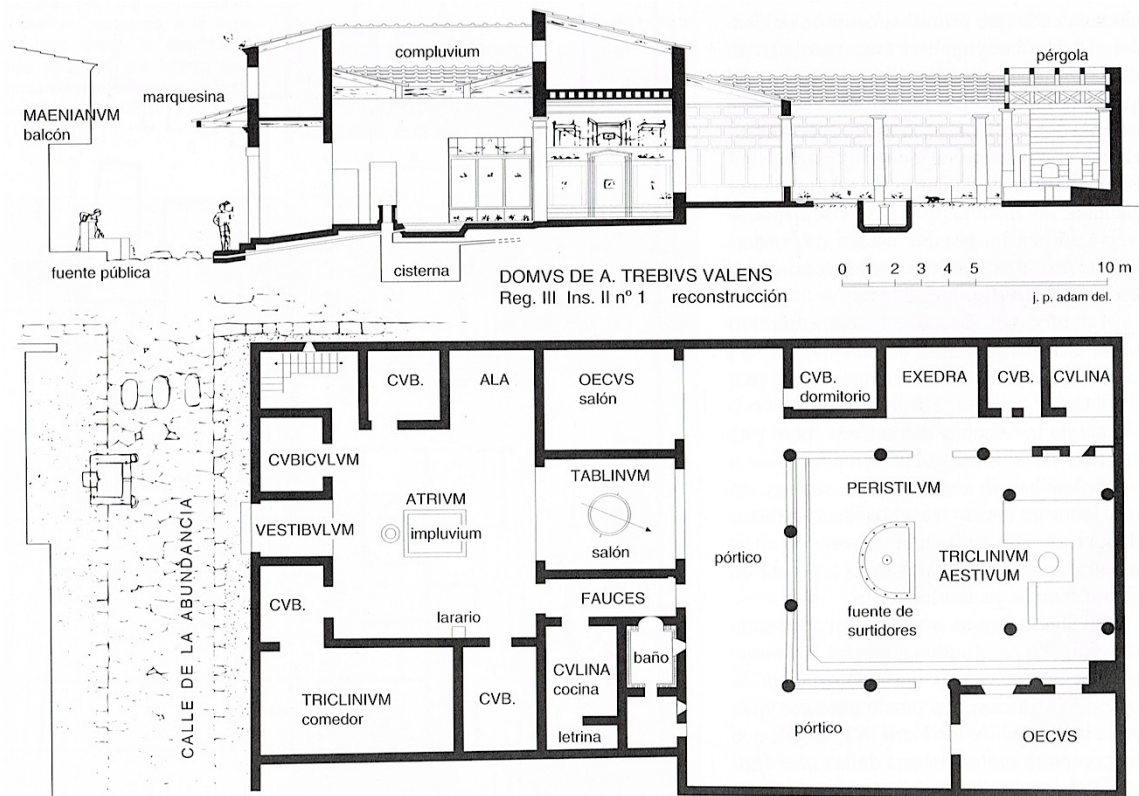 compluvium
pérgola
marquesina
MAENIANVM
balcón
fuente pública
cisterna
DOMVS DE A. TREBIVS VALENS
Reg. III Ins. II nº 1 reconstrucción
0 1 2 3 4 5 10 m
j. p. adam del.
CVB.
ALA
OECVS
salón
CVB.
dormitorio
EXEDRA
CVB.
CVLINA
CVBICVLVM
ATRIVM
impluvium
TABLINVM
salón
PERISTILVM
VESTIBVLVM
pórtico
TRICLINIVM
AESTIVUM
fuente de
surtidores
CALLE DE LA ABUNDANCIA
CVB.
larario
FAUCES
baño
TRICLINIVM
comedor
CVB.
CVLINA
cocina
letrina
pórtico
OECVS